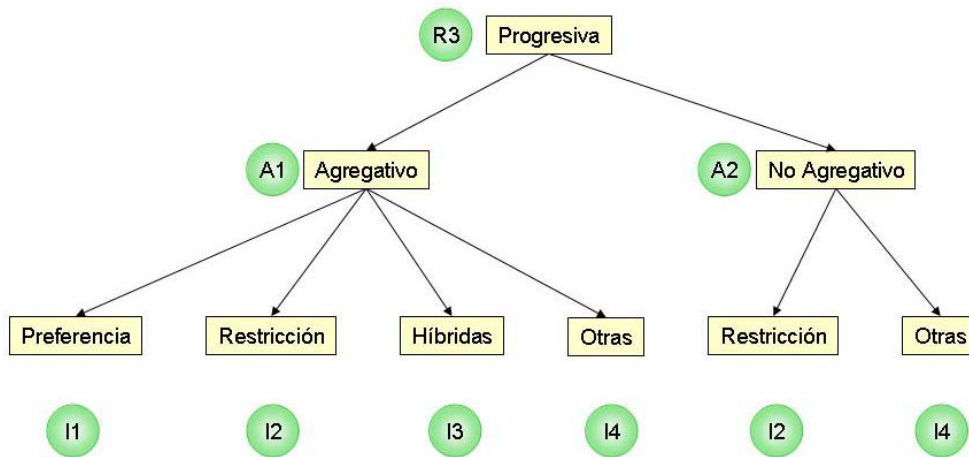 R3 Progresiva
A1 Agregativo A2 No Agregativo
Preferencia Restricción Híbridas Otras Restricción Otras
I1 I2 I3 I4 I2 I4